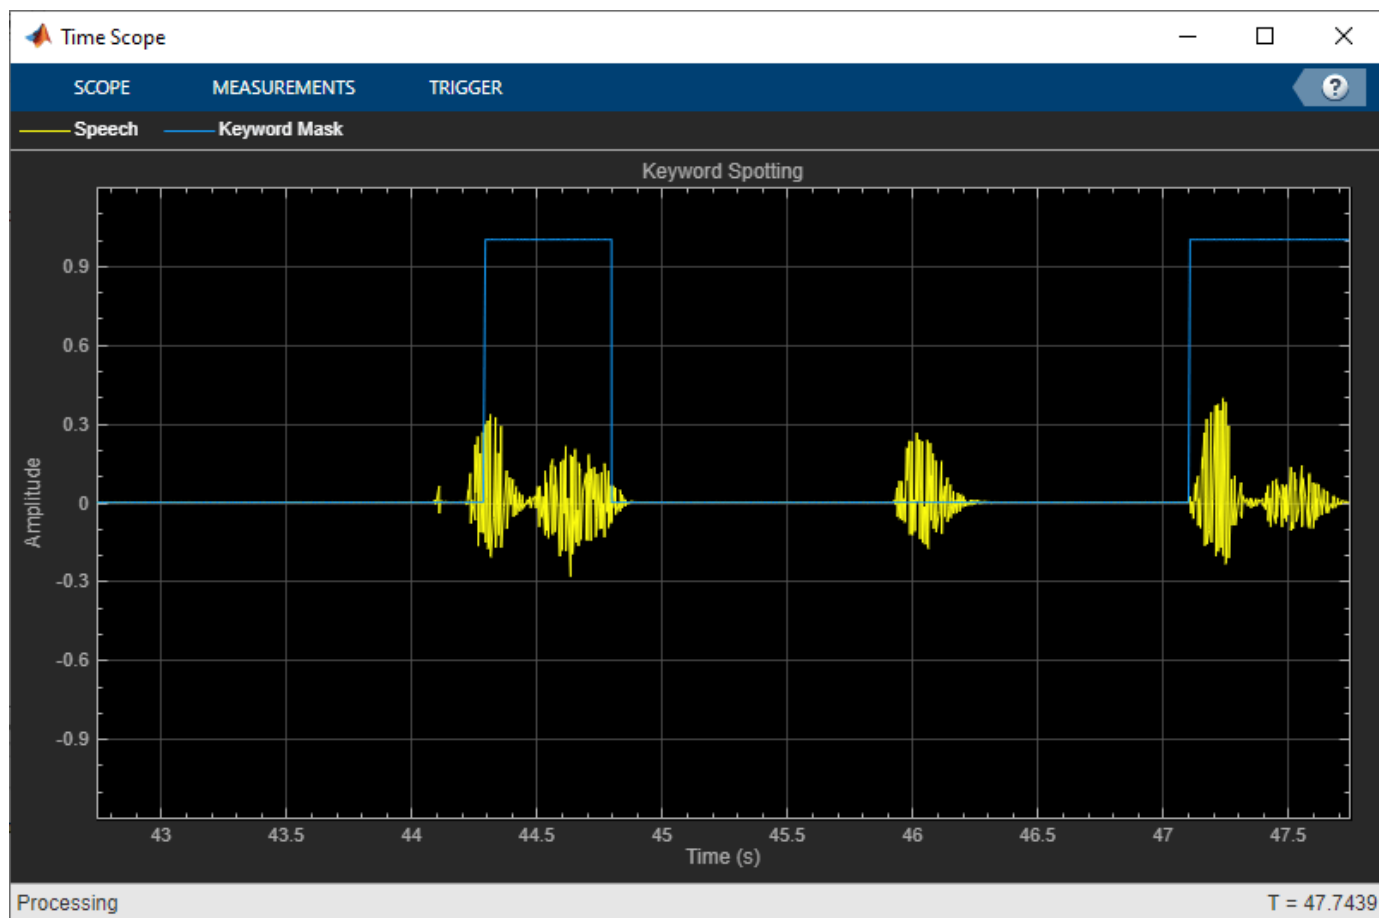 Time Scope
SCOPE MEASUREMENTS TRIGGER ?
Speech Keyword Mask
Keyword Spotting
0.9
0.6
0.3
0
-0.3
-0.6
-0.9
Amplitude
43 43.5 44 44.5 45 45.5 46 46.5 47 47.5
Time (s)
Processing T = 47.7439